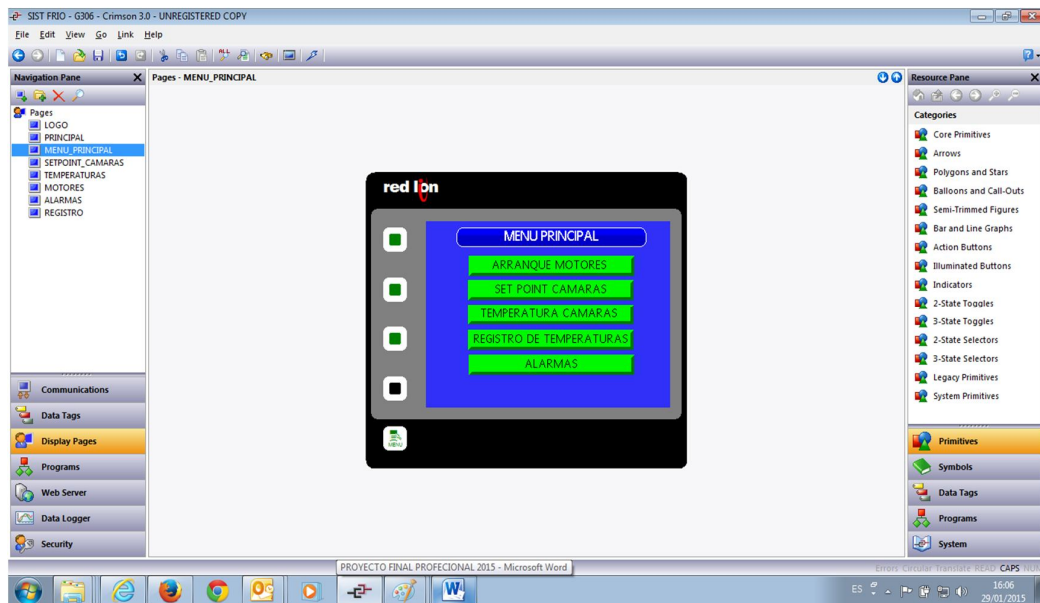 SIST FRIO - G306 - Crimson 3.0 - UNREGISTERED COPY
File Edit View Go Link Help
ALL
Navigation Pane X
Pages - MENU_PRINCIPAL
Resource Pane X
Pages
LOGO
PRINCIPAL
MENU_PRINCIPAL
SETPOINT_CAMARAS
TEMPERATURAS
MOTORES
ALARMAS
REGISTRO
Communications
Data Tags
Display Pages
Programs
Web Server
Data Logger
Security
red lion
MENU PRINCIPAL
ARRANQUE MOTORES
SET POINT CAMARAS
TEMPERATURA CAMARAS
REGISTRO DE TEMPERATURAS
ALARMAS
MENU
Categories
Core Primitives
Arrows
Polygons and Stars
Balloons and Call-Outs
Semi-Trimmed Figures
Bar and Line Graphs
Action Buttons
Illuminated Buttons
Indicators
2-State Toggles
3-State Toggles
2-State Selectors
3-State Selectors
Legacy Primitives
System Primitives
Primitives
Symbols
Data Tags
Programs
System
PROYECTO FINAL PROFECIONAL 2015 - Microsoft Word
Errors Circular Translate READ CAPS NUM
ES
16:06
29/01/2015